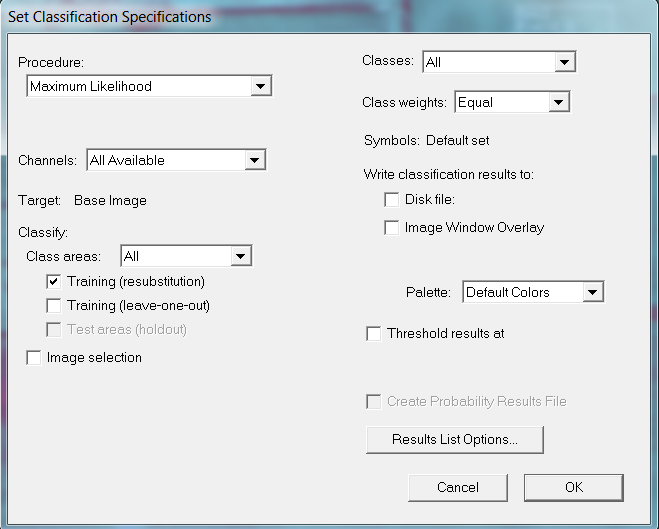 Set Classification Specifications
Procedure:
Maximum Likelihood
Channels: All Available
Target: Base Image
Classify:
Class areas: All
Training (resubstitution)
Training (leave-one-out)
Test areas (holdout)
Image selection
Classes: All
Class weights: Equal
Symbols: Default set
Write classification results to:
Disk file:
Image Window Overlay
Palette: Default Colors
Threshold results at
Create Probability Results File
Results List Options...
Cancel OK